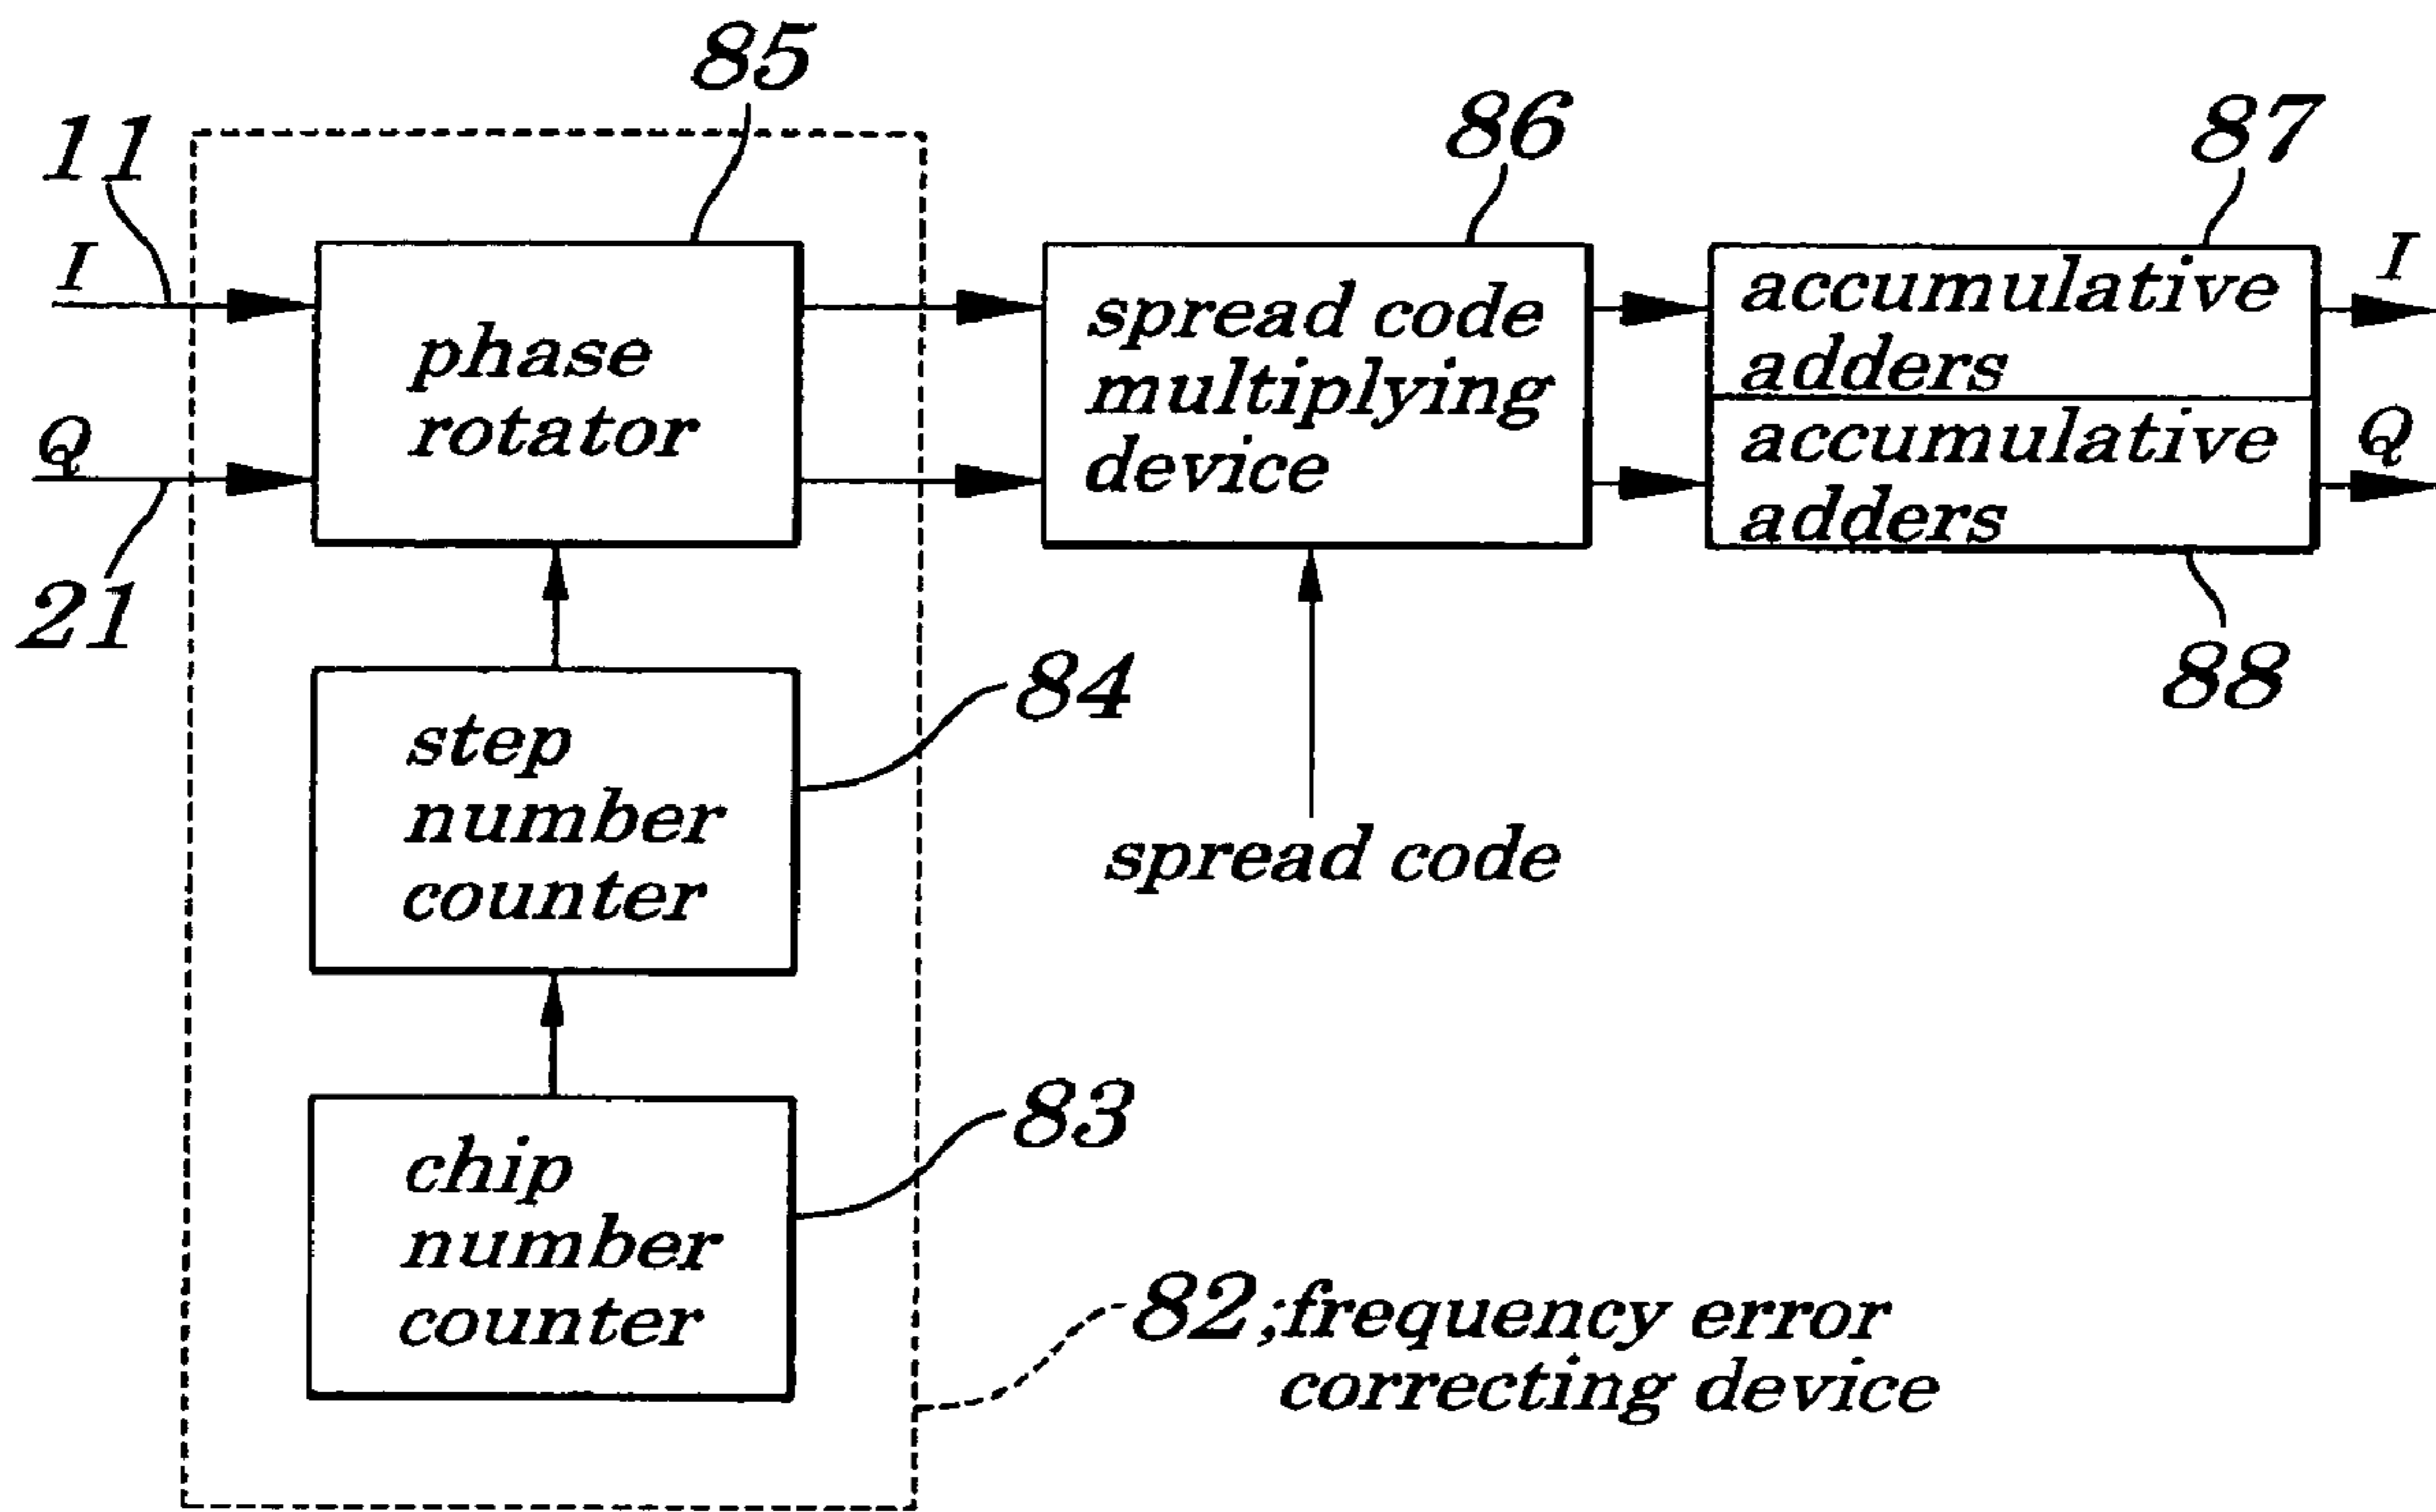 85
86
87
11
I
I
phase
rotator
spread code
multiplying
device
accumulative
adders
accumulative
adders
Q
Q
21
88
84
step
number
counter
spread code
83
chip
number
counter
82;frequency error
correcting device